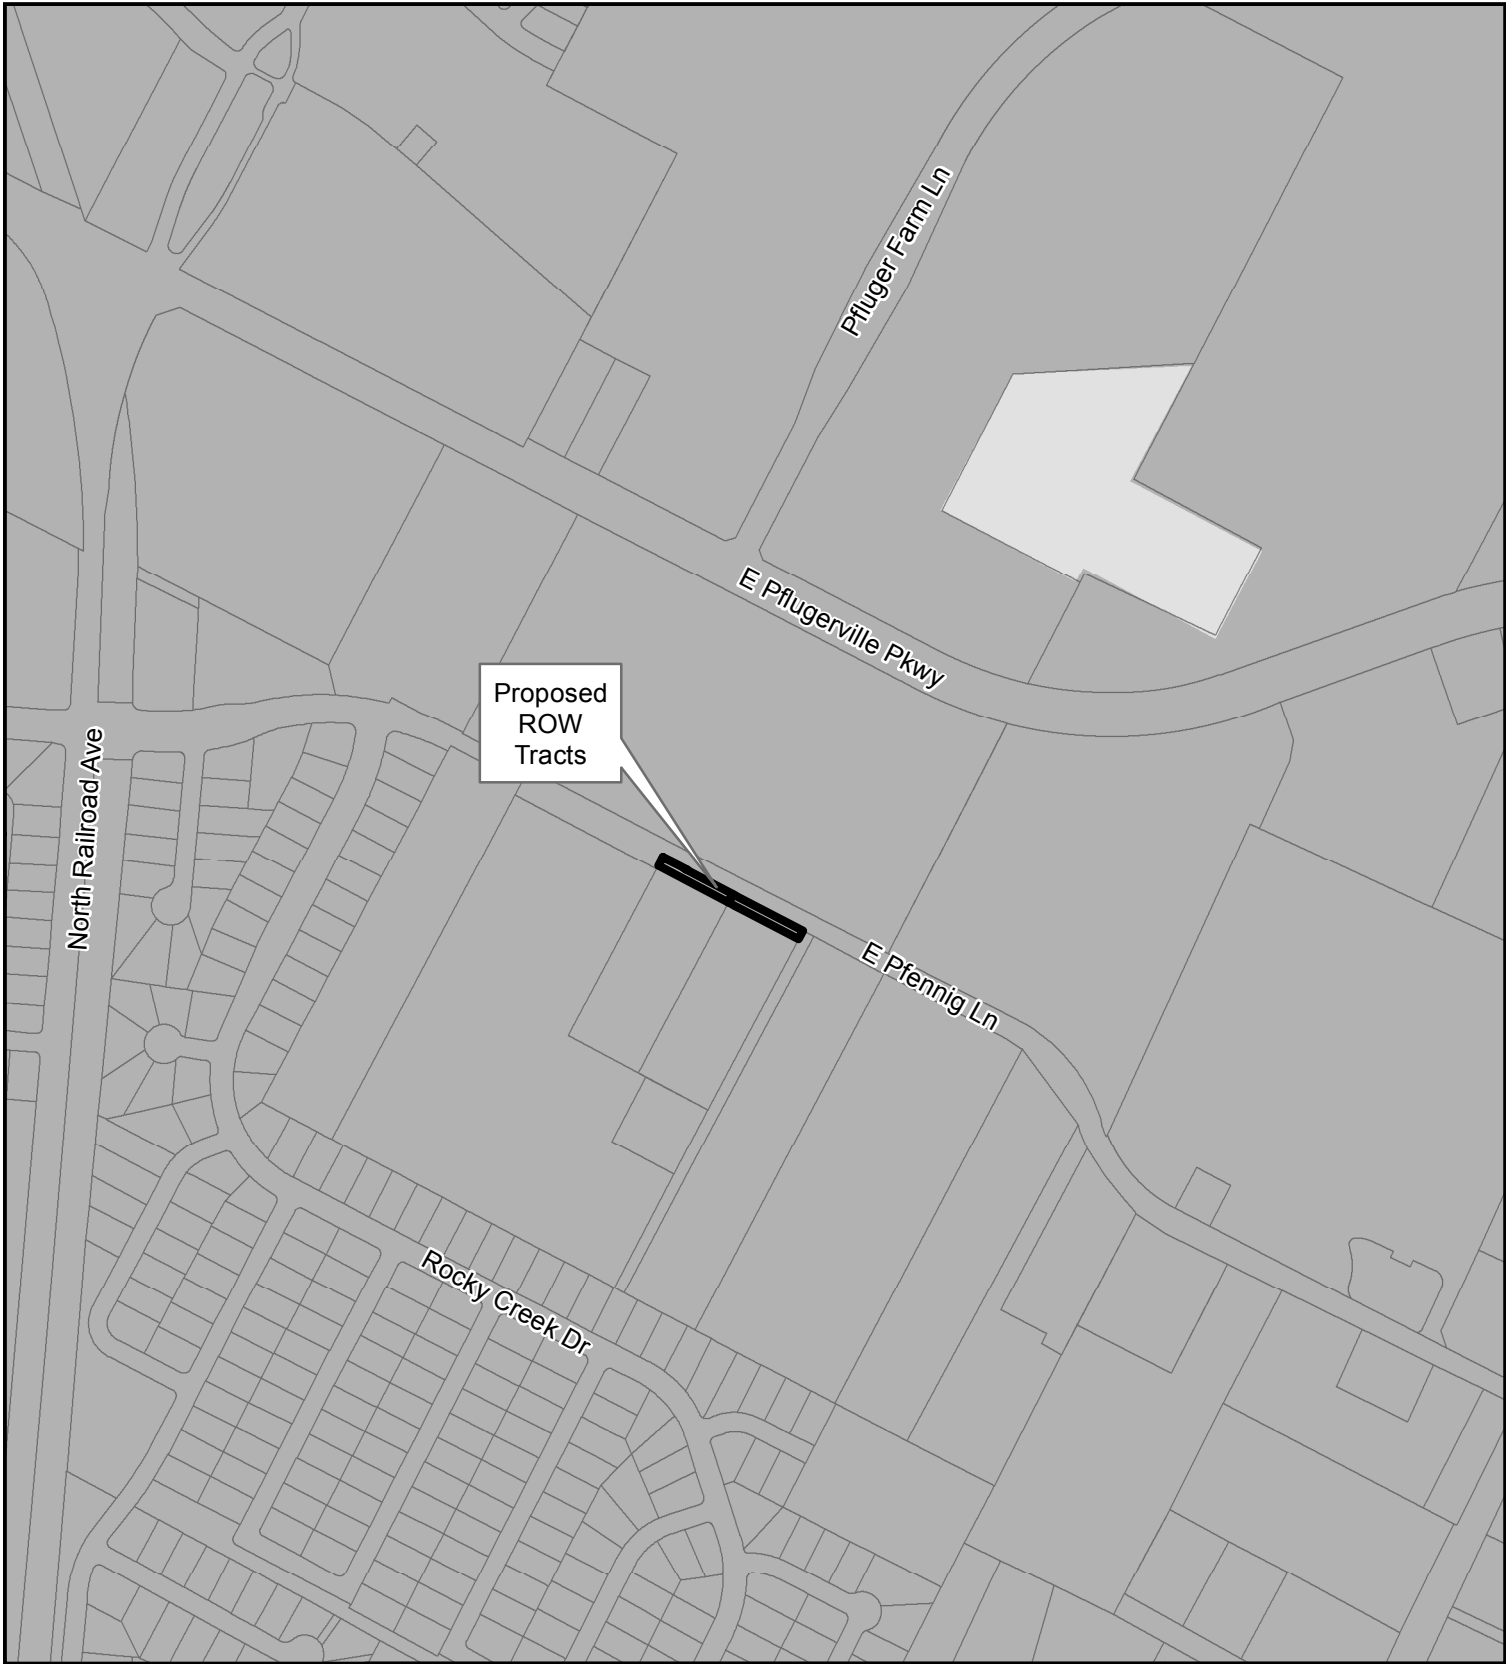 Pfluger Farm Ln
E Pflugerville Pkwy
Proposed
ROW
Tracts
North Railroad Ave
E Pfennig Ln
Rocky Creek Dr